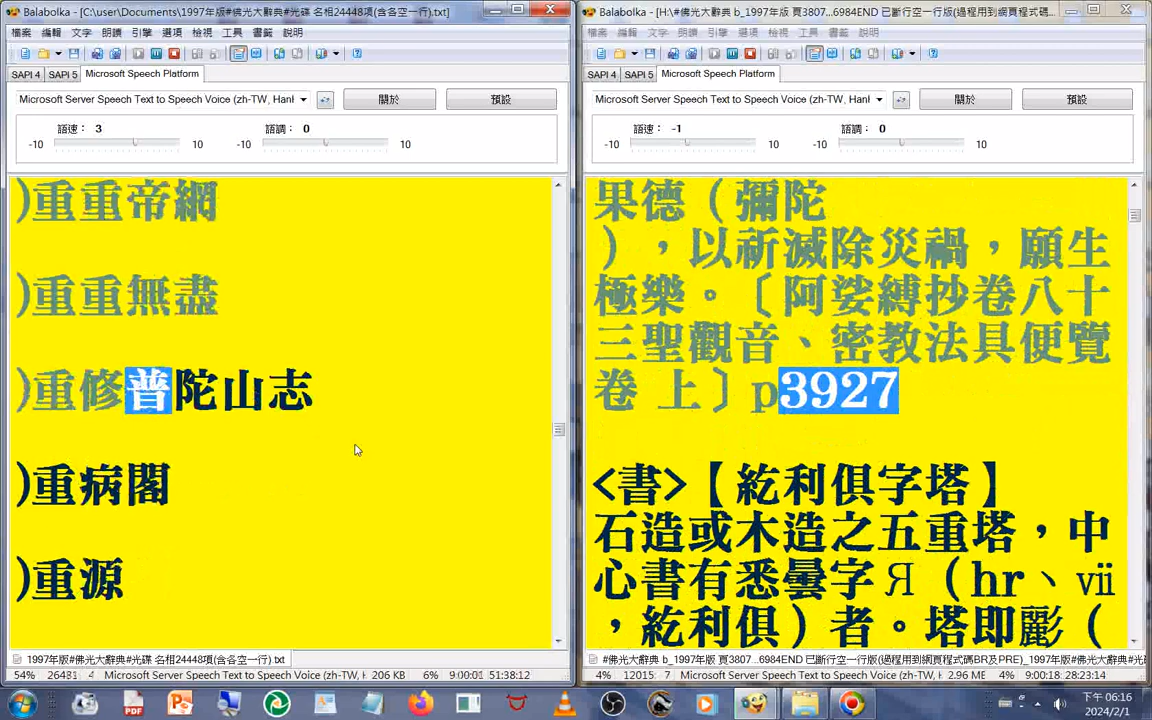 Balabolka - [C:\user\Documents\1997年版#佛光大辭典#光碟 名相24448項(含各空一行).txt]
檔案 編輯 文字 朗讀 引擎 選項 檢視 工具 書籤 說明
SAPI 4 SAPI 5 Microsoft Speech Platform
Microsoft Server Speech Text to Speech Voice (zh-TW, Hanl
關於
預設
語速： 3
語調： 0
-10 10 -10 10
)重重帝網
)重重無盡
)重修普陀山志
)重病閣
)重源
1997年版#佛光大辭典#光碟 名相24448項(含各空一行).txt
54% 26481: 4 Microsoft Server Speech Text to Speech Voice (zh-TW, H 206 KB 6% 9:00:01 51:38:12
Balabolka - [H:\#佛光大辭典 b_1997年版 頁3807...6984END 已斷行空一行版(過程用到網頁程式碼...
檔案 編輯 文字 朗讀 引擎 選項 檢視 工具 書籤 說明
SAPI 4 SAPI 5 Microsoft Speech Platform
Microsoft Server Speech Text to Speech Voice (zh-TW, Hanl
關於
預設
語速： -1
語調： 0
-10 10 -10 10
果德（彌陀
），以祈滅除災禍，願生
極樂。〔阿娑縛抄卷八十
三聖觀音、密教法具便覽
卷 上〕p3927
<書>【紇利俱字塔】
石造或木造之五重塔，中
心書有悉曇字Я（hr丶ⅶ
，紇利俱）者。塔即彲（
#佛光大辭典 b_1997年版 頁3807...6984END 已斷行空一行版(過程用到網頁程式碼BR及PRE)_1997年版#光
4% 12015: 7 Microsoft Server Speech Text to Speech Voice (zh-TW, H 2.96 MB 4% 9:00:18 28:23:14
下午 06:16
2024/2/1